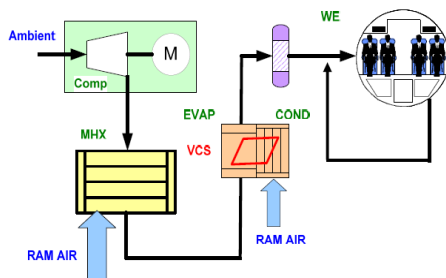 WE
Ambient
M
Comp
EVAP
COND
MHX
VCS
RAM AIR
RAM AIR